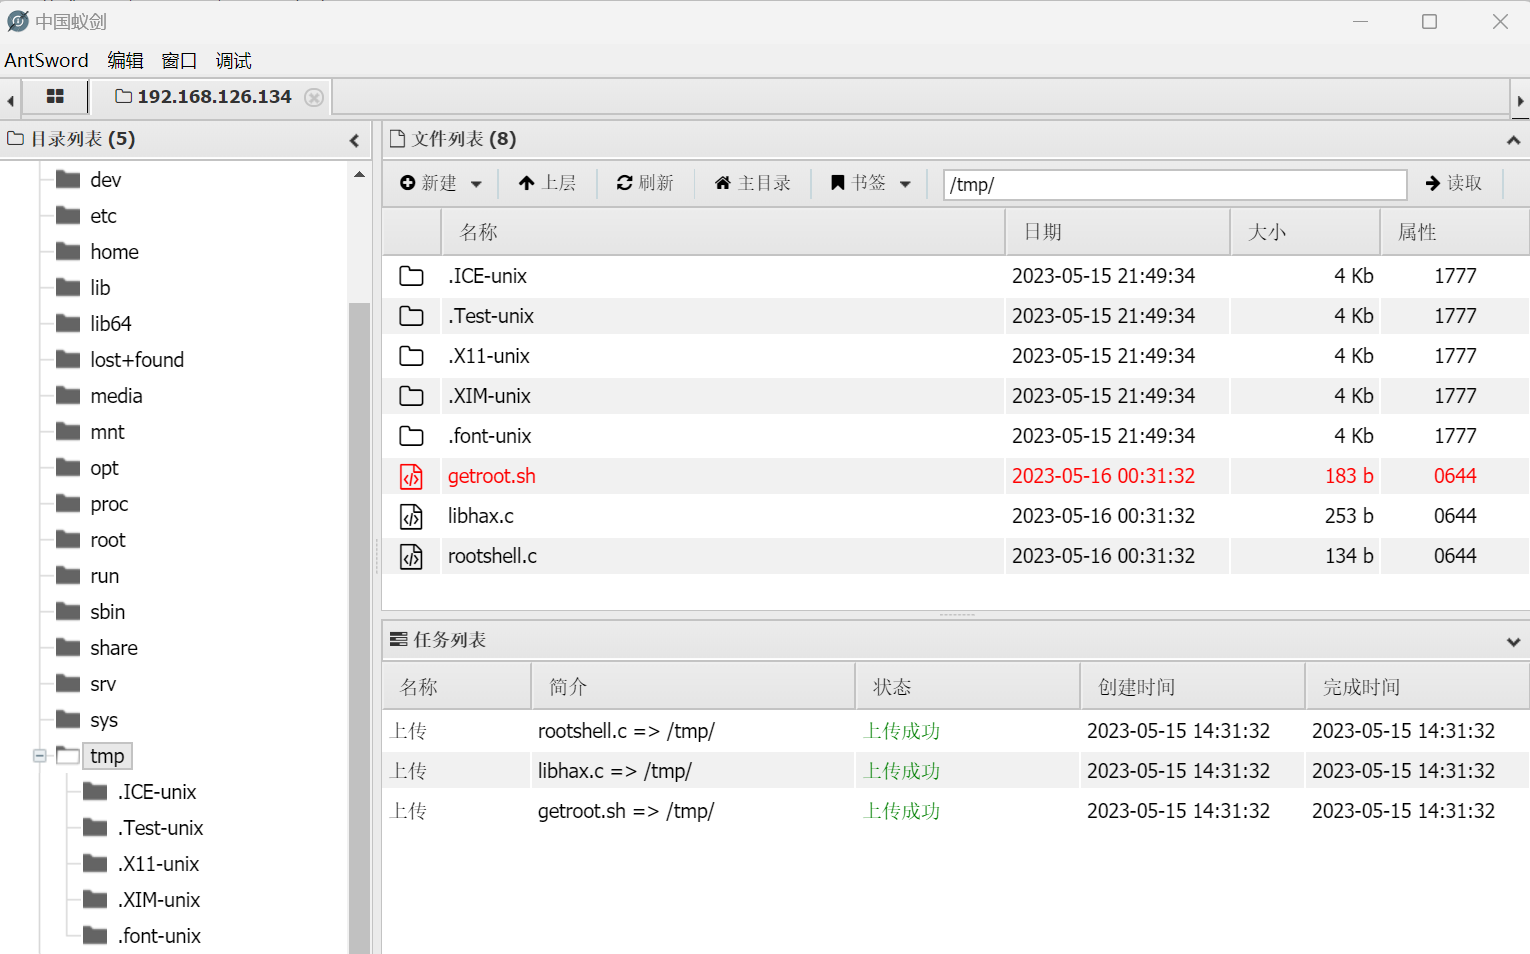 中国蚁剑
AntSword 编辑 窗口 调试
192.168.126.134
目录列表 (5)
dev
etc
home
lib
lib64
lost+found
media
mnt
opt
proc
root
run
sbin
share
srv
sys
tmp
.ICE-unix
.Test-unix
.X11-unix
.XIM-unix
.font-unix
文件列表 (8)
新建 上层 刷新 主目录 书签 /tmp/ 读取
名称 日期 大小 属性
.ICE-unix 2023-05-15 21:49:34 4 Kb 1777
.Test-unix 2023-05-15 21:49:34 4 Kb 1777
.X11-unix 2023-05-15 21:49:34 4 Kb 1777
.XIM-unix 2023-05-15 21:49:34 4 Kb 1777
.font-unix 2023-05-15 21:49:34 4 Kb 1777
getroot.sh 2023-05-16 00:31:32 183 b 0644
libhax.c 2023-05-16 00:31:32 253 b 0644
rootshell.c 2023-05-16 00:31:32 134 b 0644
任务列表
名称 简介 状态 创建时间 完成时间
上传 rootshell.c => /tmp/ 上传成功 2023-05-15 14:31:32 2023-05-15 14:31:32
上传 libhax.c => /tmp/ 上传成功 2023-05-15 14:31:32 2023-05-15 14:31:32
上传 getroot.sh => /tmp/ 上传成功 2023-05-15 14:31:32 2023-05-15 14:31:32